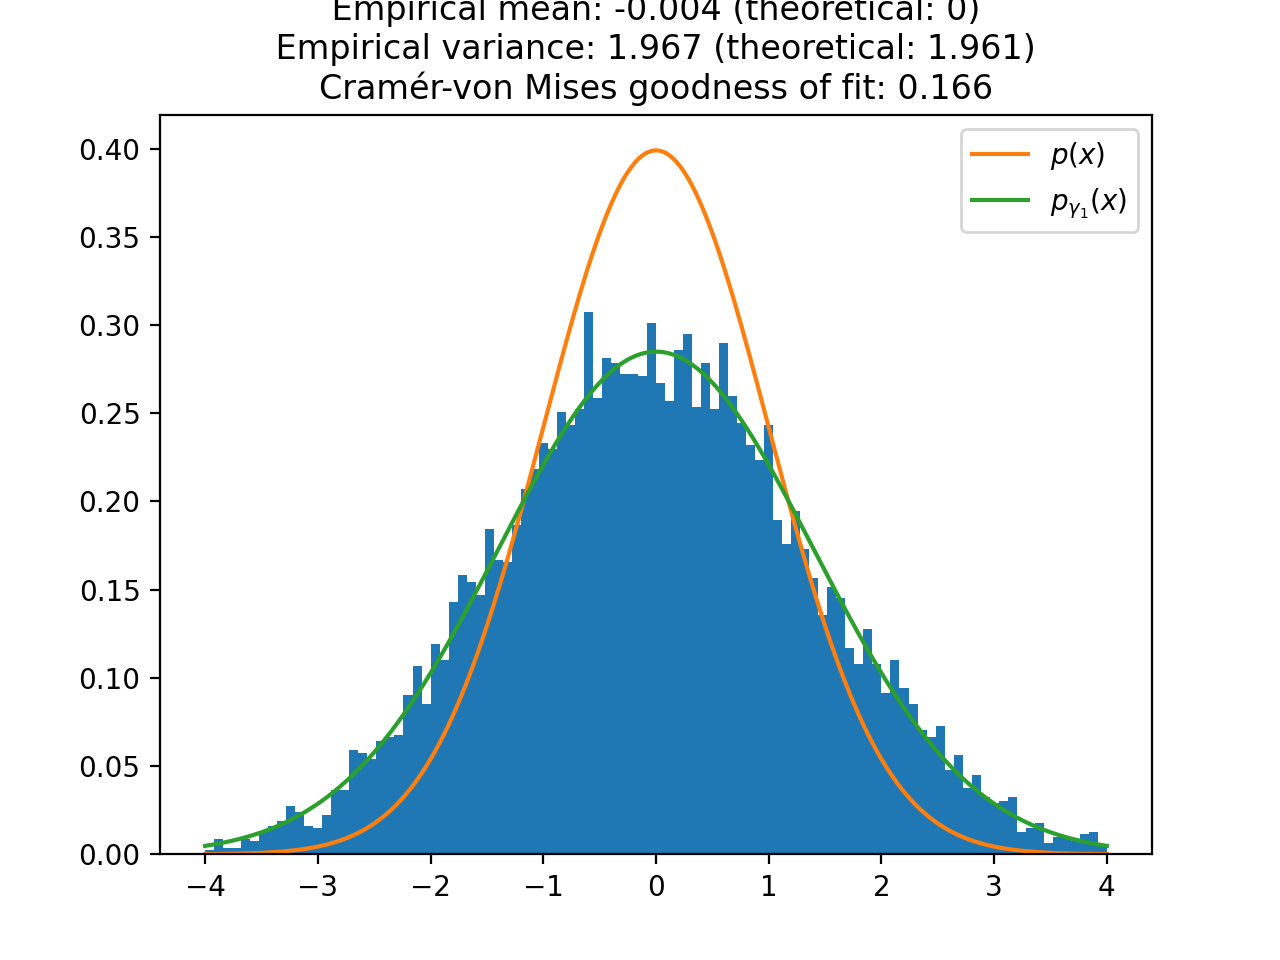 Empirical mean: -0.004 (theoretical: 0)
Empirical variance: 1.967 (theoretical: 1.961)
Cramér-von Mises goodness of fit: 0.166
p(x)
pγ₁(x)
0.40
0.35
0.30
0.25
0.20
0.15
0.10
0.05
0.00
−4 −3 −2 −1 0 1 2 3 4